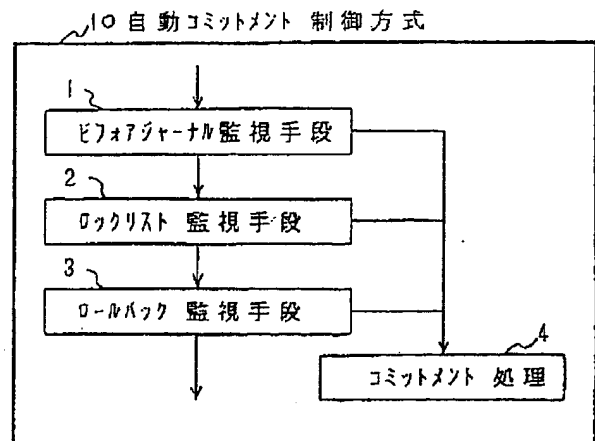 10 自動コミットメント 制御方式
1
ビフォアジャーナル監視手段
2
ロックリスト 監視手段
3
ロールバック 監視手段
4
コミットメント 処理